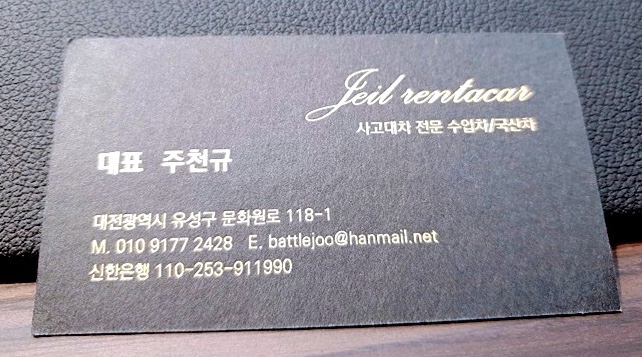 Jeil rentacar
사고대차 전문 수입차/국산차
대표 주천규
대전광역시 유성구 문화원로 118-1
M. 010 9177 2428 E. battlejoo@hanmail.net
신한은행 110-253-911990